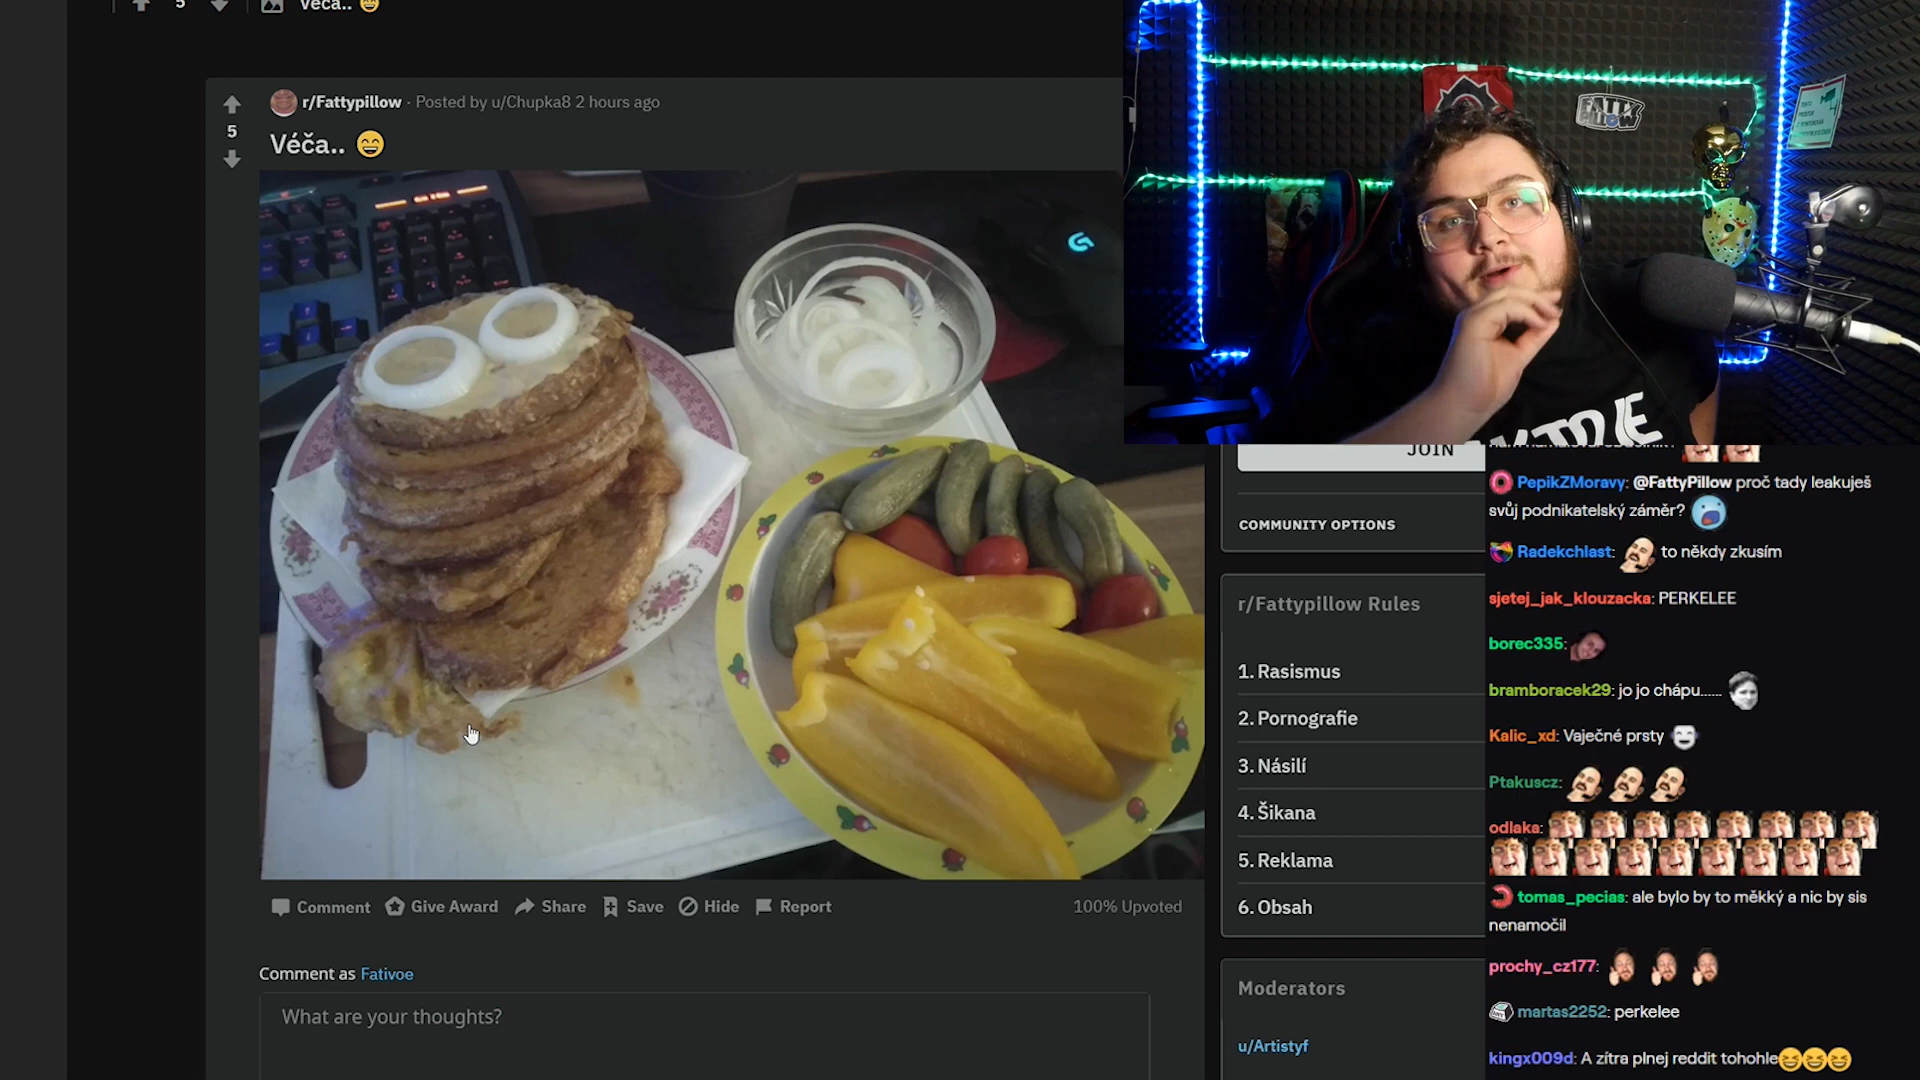 5
Véča..
r/Fattypillow · Posted by u/Chupka8 2 hours ago
5
Véča..
FATTY
PILLOW
JE
JOIN
COMMUNITY OPTIONS
r/Fattypillow Rules
1. Rasismus
2. Pornografie
3. Násilí
4. Šikana
5. Reklama
6. Obsah
Moderators
u/Artistyf
Comment
Give Award
Share
Save
Hide
Report
100% Upvoted
Comment as Fativoe
What are your thoughts?
PepikZMoravy: @FattyPillow proč tady leakuješ
svůj podnikatelský záměr?
Radekchlast: to někdy zkusím
sjetej_jak_klouzacka: PERKELEE
borec335:
bramboracek29: jo jo chápu......
Kalic_xd: Vaječné prsty
Ptakuscz:
odlaka:
tomas_pecias: ale bylo by to měkký a nic by sis
nenamočil
prochy_cz177:
martas2252: perkelee
kingx009d: A zítra plnej reddit tohohle